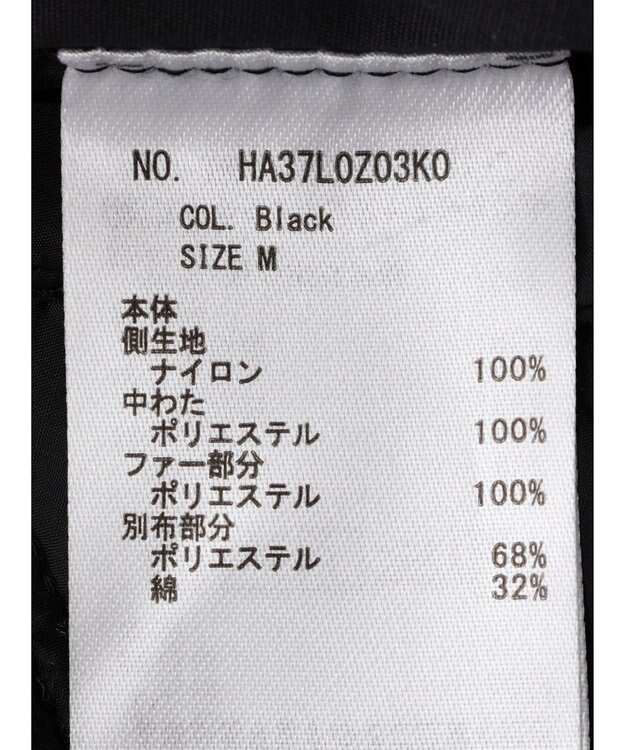 NO. HA37L0Z03K0
COL. Black
SIZE M
本体
側生地
ナイロン 100%
中わた
ポリエステル 100%
ファー部分
ポリエステル 100%
別布部分
ポリエステル 68%
綿 32%